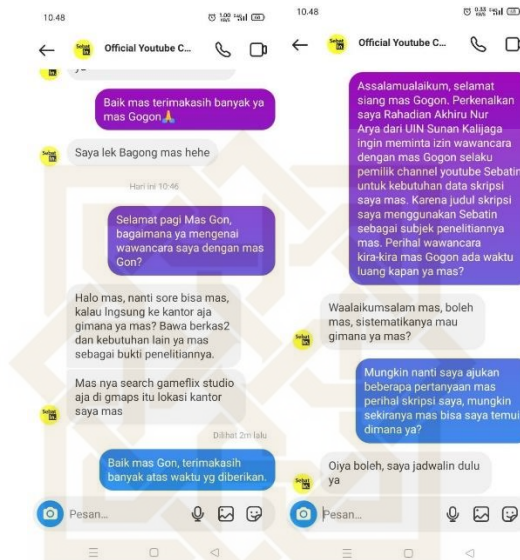 10.48
1.00 KB/S
60
Official Youtube C...
Baik mas terimakasih banyak ya
mas Gogon🙏
Saya lek Bagong mas hehe
Hari ini 10:46
Selamat pagi Mas Gon,
bagaimana ya mengenai
wawancara saya dengan mas
Gon?
Halo mas, nanti sore bisa mas,
kalau lngsung ke kantor aja
gimana ya mas? Bawa berkas2
dan kebutuhan lain ya mas
sebagai bukti penelitiannya.
Mas nya search gameflix studio
aja di gmaps itu lokasi kantor
saya mas
Dilihat 2m lalu
Baik mas Gon, terimakasih
banyak atas waktu yg diberikan.
Pesan...
10.48
0.33 KB/S
60
Official Youtube C...
Assalamualaikum, selamat
siang mas Gogon. Perkenalkan
saya Rahadian Akhiru Nur
Arya dari UIN Sunan Kalijaga
ingin meminta izin wawancara
dengan mas Gogon selaku
pemilik channel youtube Sebatin
untuk kebutuhan data skripsi
saya mas. Karena judul skripsi
saya menggunakan Sebatin
sebagai subjek penelitiannya
mas. Perihal wawancara
kira-kira mas Gogon ada waktu
luang kapan ya mas?
Waalaikumsalam mas, boleh
mas, sistematikanya mau
gimana ya mas?
Mungkin nanti saya ajukan
beberapa pertanyaan mas
perihal skripsi saya, mungkin
sekiranya mas bisa saya temui
dimana ya?
Oiya boleh, saya jadwalin dulu
ya
Pesan...